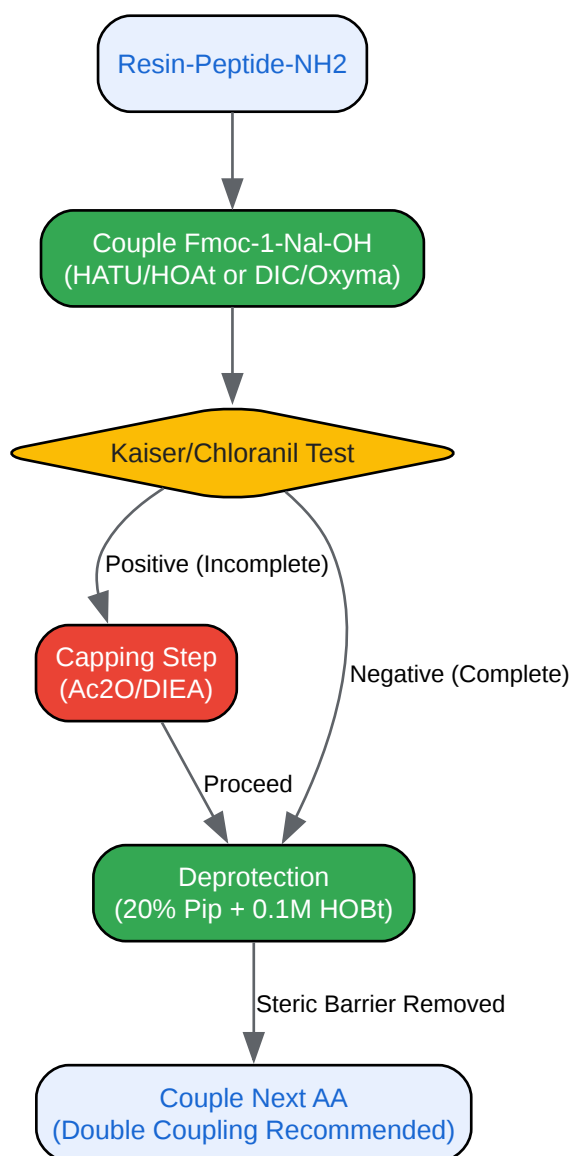 Resin-Peptide-NH2
Couple Fmoc-1-Nal-OH
(HATU/HOAt or DIC/Oxyma)
Kaiser/Chloranil Test
Positive (Incomplete)
Capping Step
(Ac2O/DIEA)
Negative (Complete)
Proceed
Deprotection
(20% Pip + 0.1M HOBt)
Steric Barrier Removed
Couple Next AA
(Double Coupling Recommended)